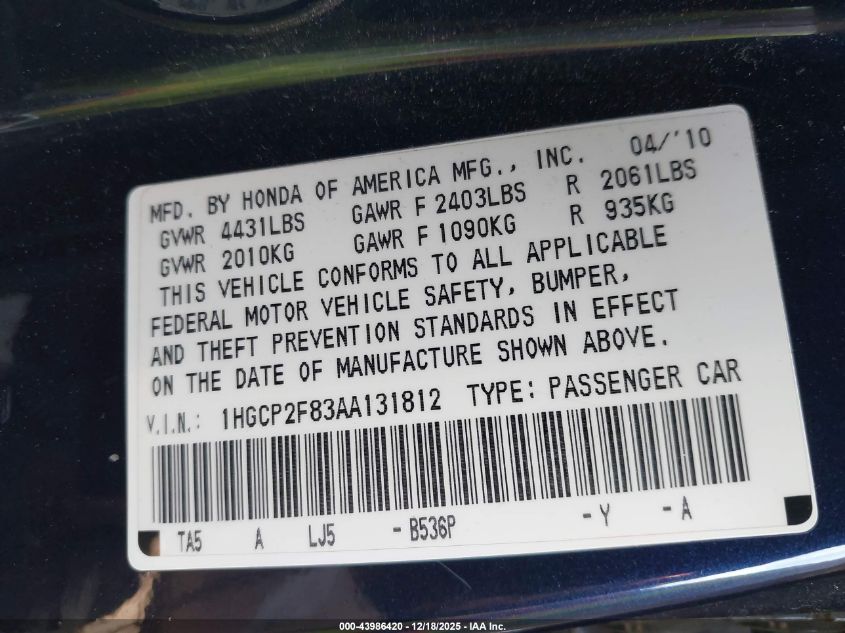 MFD. BY HONDA OF AMERICA MFG., INC. 04/'10
GVWR 4431LBS GAWR F 2403LBS R 2061LBS
GVWR 2010KG GAWR F 1090KG R 935KG
THIS VEHICLE CONFORMS TO ALL APPLICABLE
FEDERAL MOTOR VEHICLE SAFETY, BUMPER,
AND THEFT PREVENTION STANDARDS IN EFFECT
ON THE DATE OF MANUFACTURE SHOWN ABOVE.
V.I.N.: 1HGCP2F83AA131812 TYPE: PASSENGER CAR
TA5 A LJ5 -B536P -Y -A
000-43986420 - 12/18/2025 - IAA Inc.